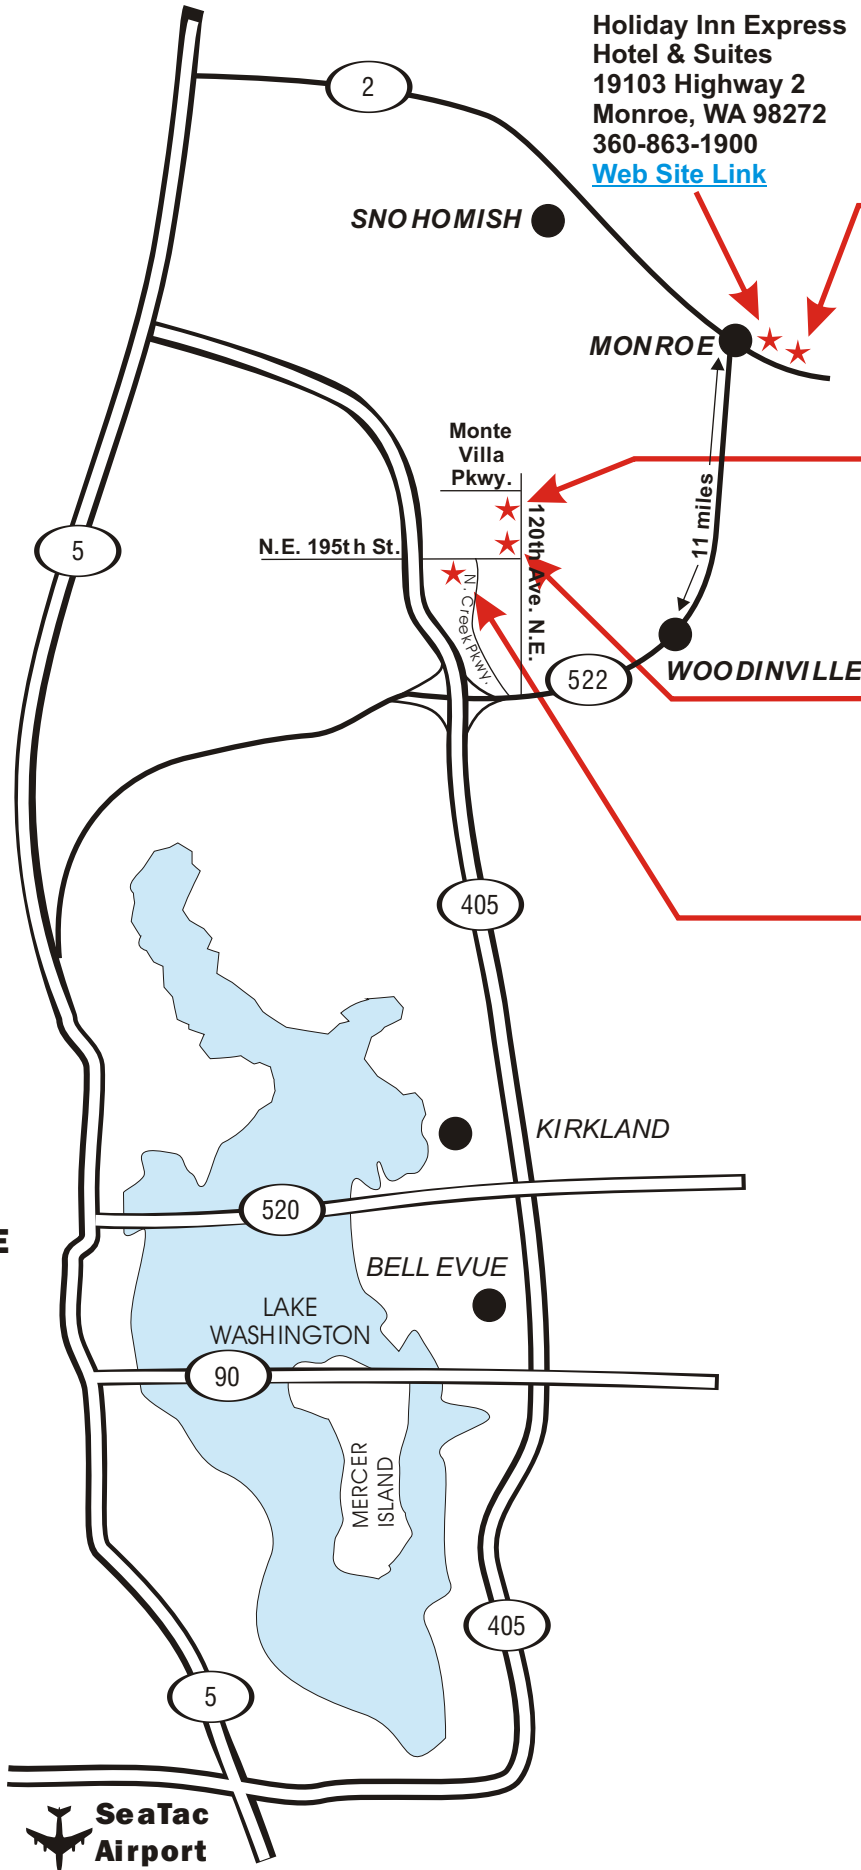 Holiday Inn Express
Hotel & Suites
19103 Highway 2
Monroe, WA 98272
360-863-1900
Web Site Link
2
SNOHOMISH
MONROE
Monte
Villa
Pkwy.
11 miles
120th Ave. N.E.
5
N.E. 195th St.
N. Creek Pkwy.
522
WOODINVILLE
405
KIRKLAND
520
E
BELLEVUE
LAKE
WASHINGTON
90
MERCER
ISLAND
405
5
SeaTac
Airport